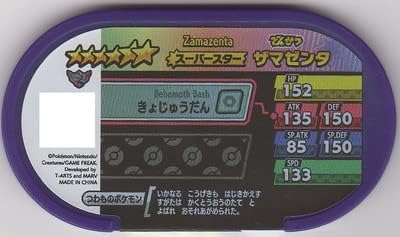 Zamazenta
でんせつ
スーパースター ザマゼンタ
HP
152
Behemoth Bash
きょじゅうだん
ATK
135
DEF
150
SP.ATK
85
SP.DEF
150
SPD
133
©Pokémon/Nintendo/
Creatures/GAME FREAK
Developed by
T-ARTS and MARV
MADE IN CHINA
つわものポケモン
いかなる こうげきも はじきかえす
すがたは かくとうおうのたて と
よばれ おそれあがめられた。